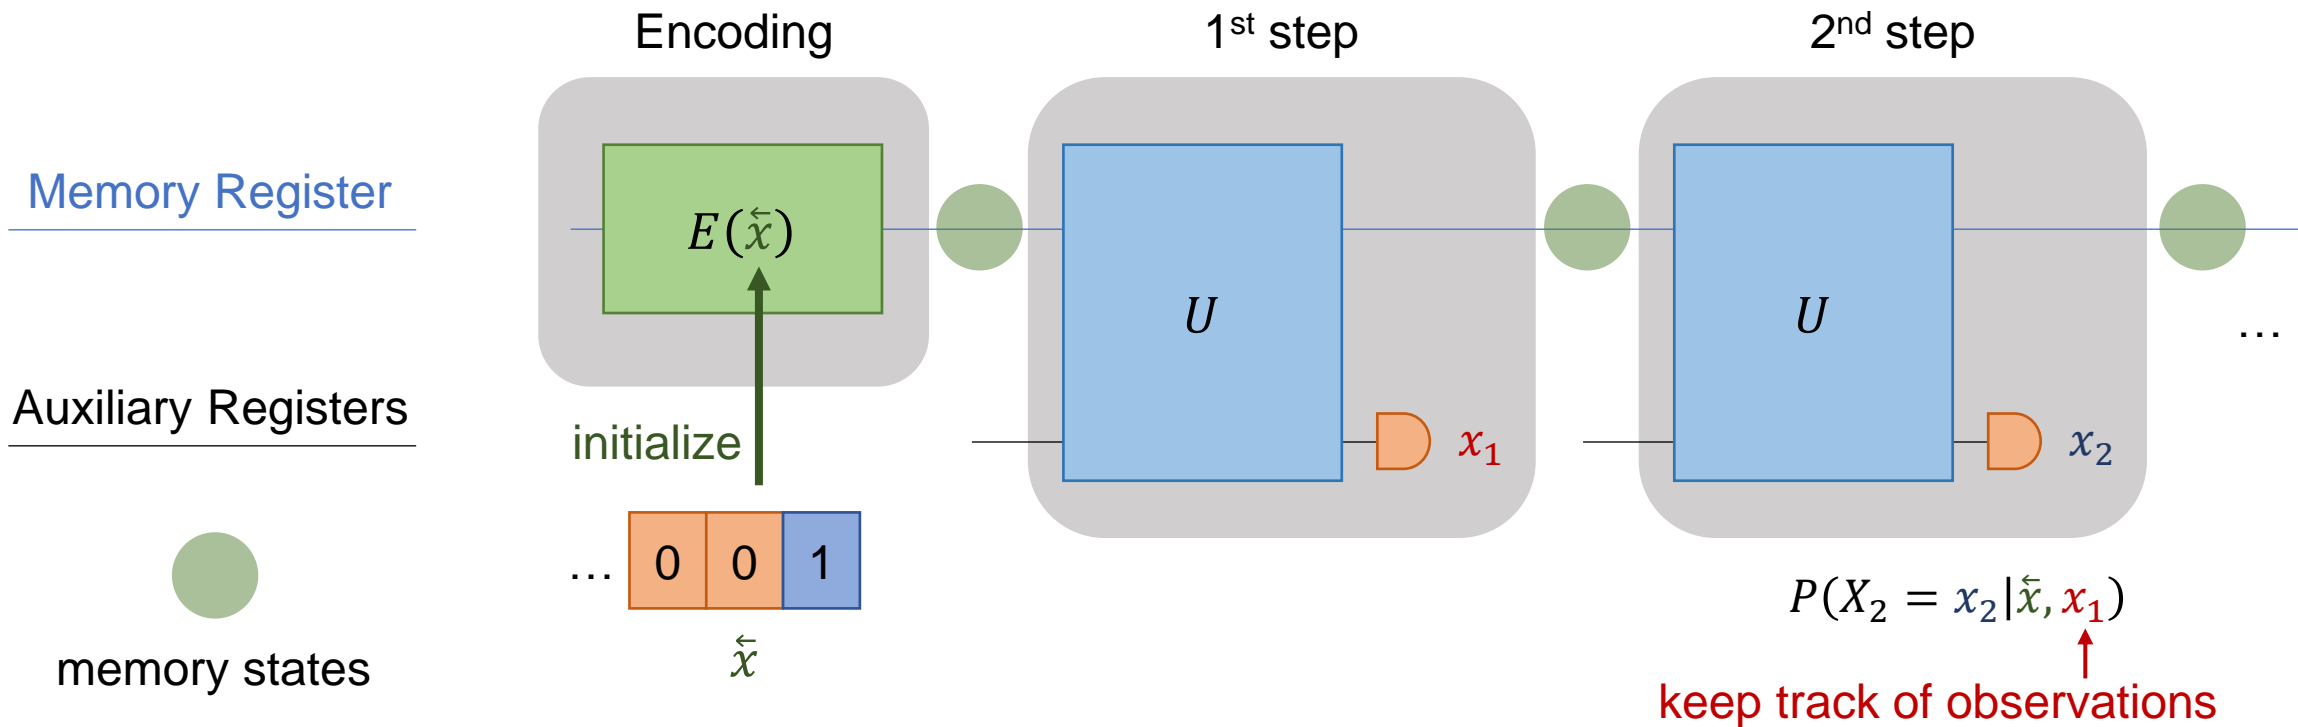 Encoding
1st step
2nd step
Memory Register
E(x⃖)
U
U
…
Auxiliary Registers
initialize
x₁
x₂
… 0 0 1
x⃖
memory states
P(X₂ = x₂|x⃖, x₁)
keep track of observations